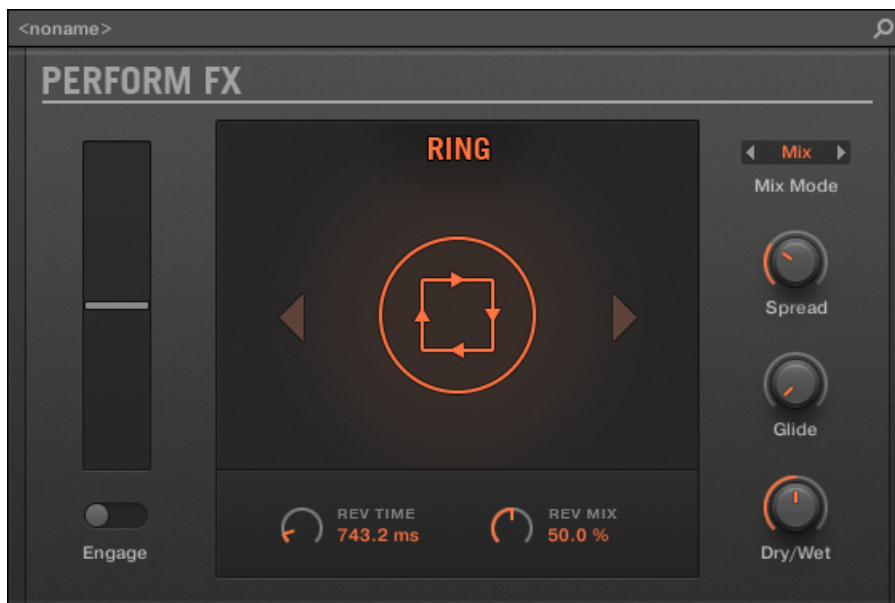 <noname>
PERFORM FX
RING
Mix
Mix Mode
Spread
Glide
Dry/Wet
Engage
REV TIME
743.2 ms
REV MIX
50.0 %